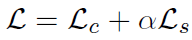 ℒ = ℒ_c + αℒ_s